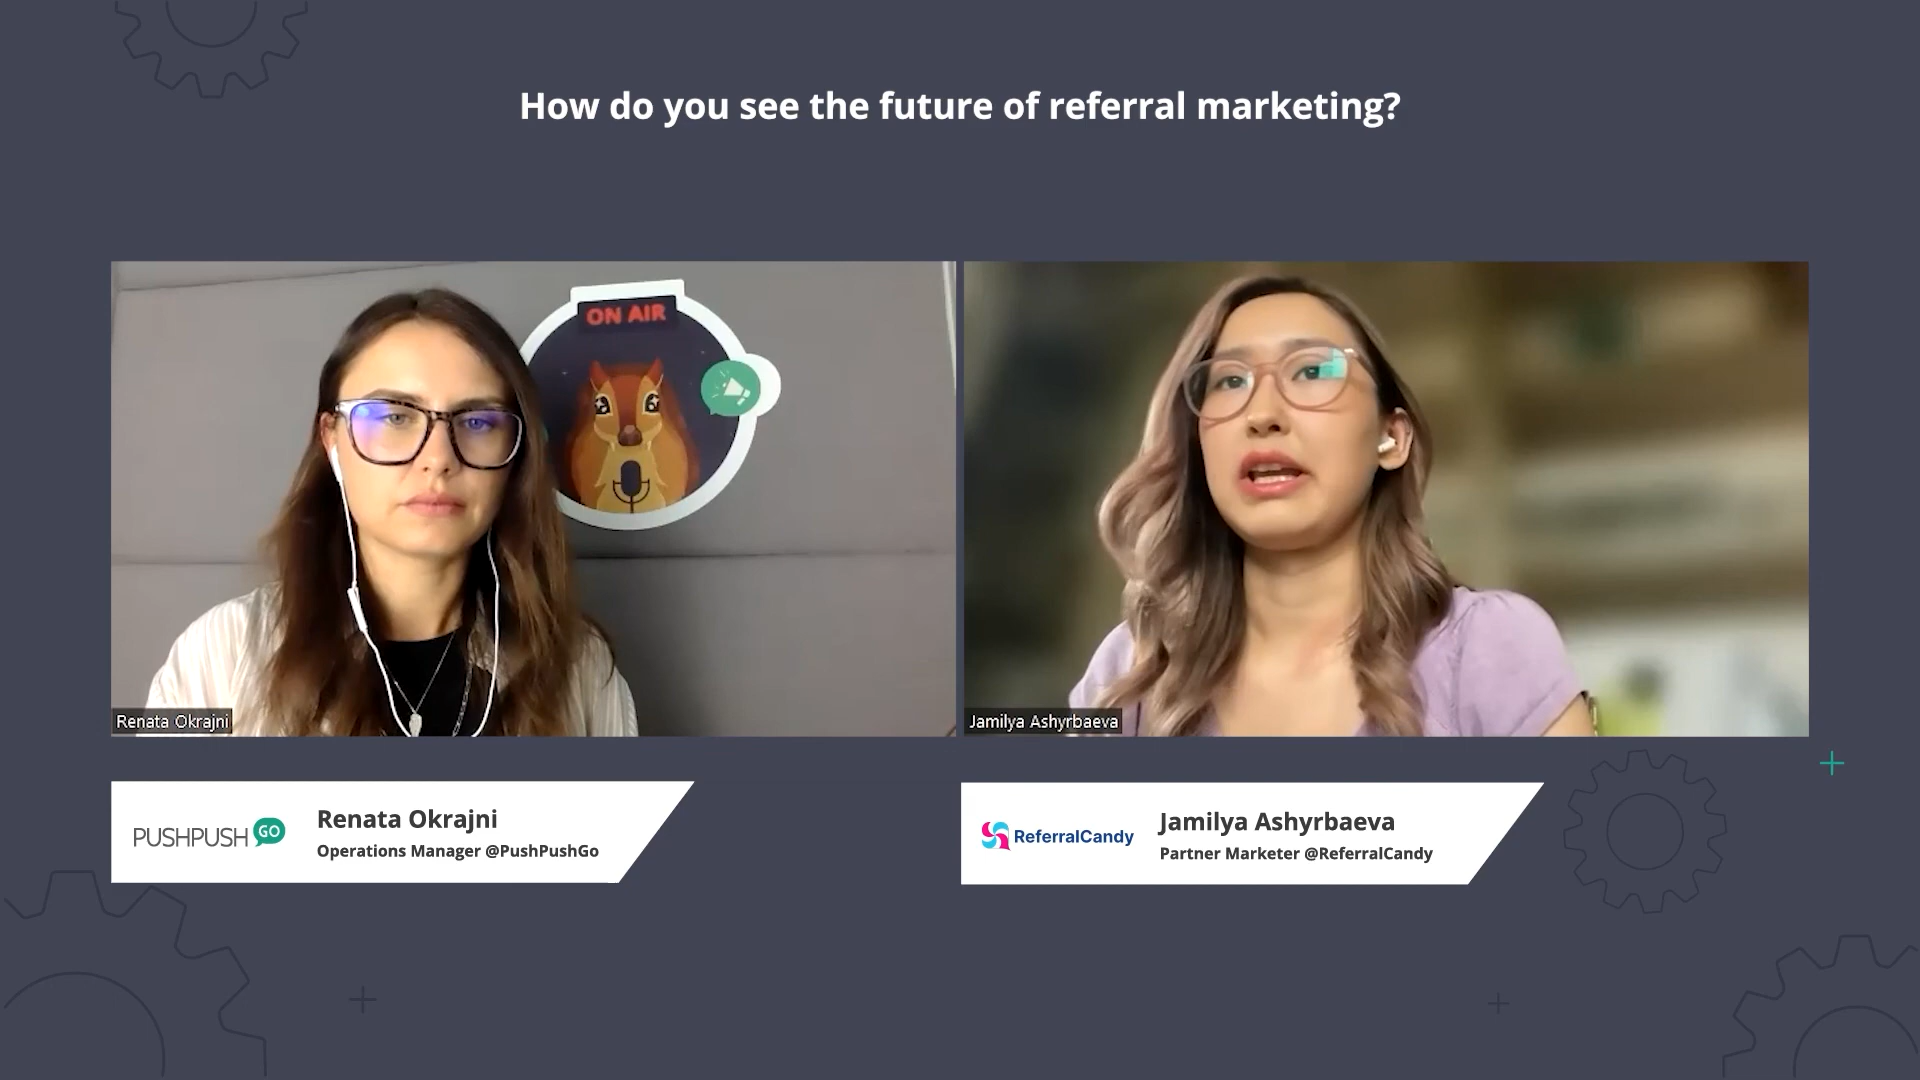 How do you see the future of referral marketing?
ON AIR
Renata Okrajni
Jamilya Ashyrbaeva
PUSHPUSH GO
Renata Okrajni
Operations Manager @PushPushGo
ReferralCandy
Jamilya Ashyrbaeva
Partner Marketer @ReferralCandy